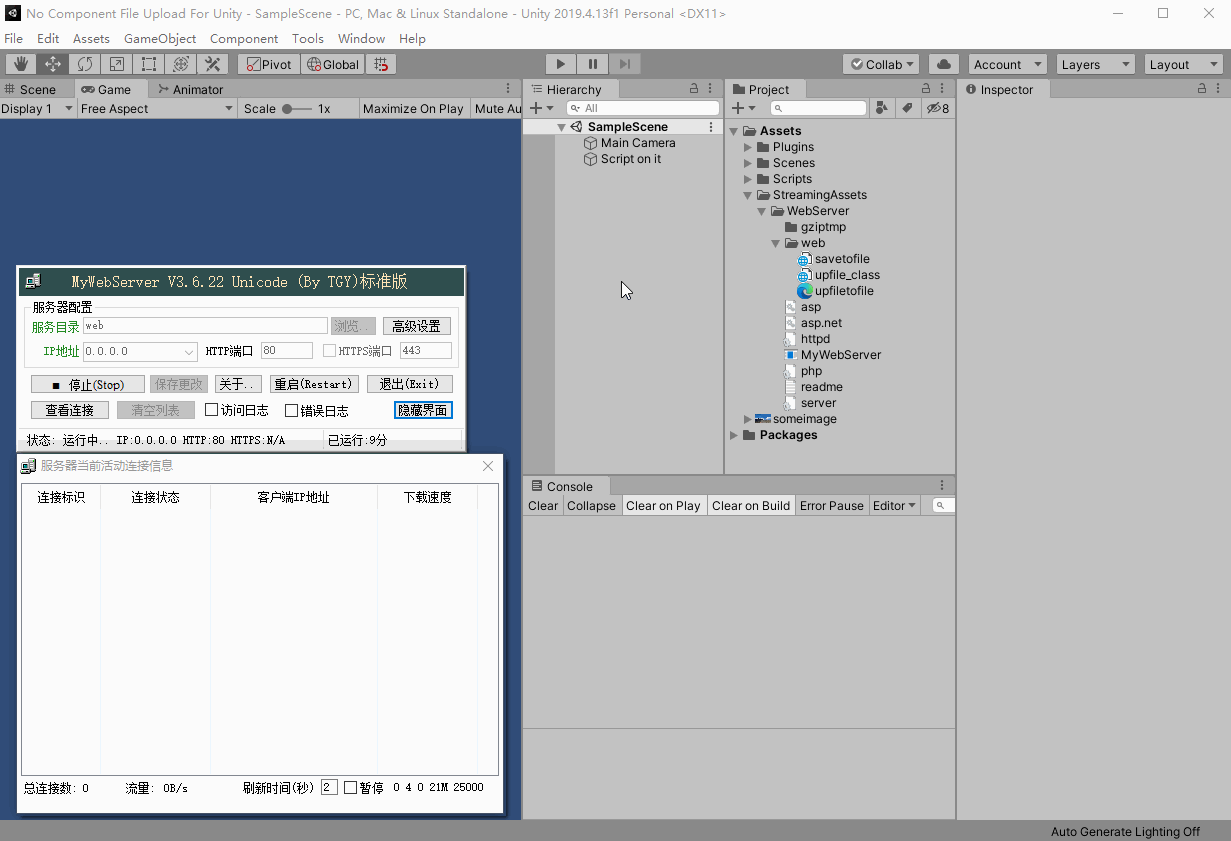 No Component File Upload For Unity - SampleScene - PC, Mac & Linux Standalone - Unity 2019.4.13f1 Personal <DX11>
File Edit Assets GameObject Component Tools Window Help
Pivot Global Collab Account Layers Layout
Scene Game Animator
Display 1 Free Aspect Scale 1x Maximize On Play Mute Au
Hierarchy
All
SampleScene
Main Camera
Script on it
Project
8
Assets
Plugins
Scenes
Scripts
StreamingAssets
WebServer
gziptmp
web
savetofile
upfile_class
upfiletofile
asp
asp.net
httpd
MyWebServer
php
readme
server
someimage
Packages
Inspector
MyWebServer V3.6.22 Unicode (By TGY)标准版
服务器配置
服务目录 web 浏览.. 高级设置
IP地址 0.0.0.0 HTTP端口 80 HTTPS端口 443
■ 停止(Stop) 保存更改 关于.. 重启(Restart) 退出(Exit)
查看连接 清空列表 访问日志 错误日志 隐藏界面
状态: 运行中.. IP:0.0.0.0 HTTP:80 HTTPS:N/A 已运行:9分
服务器当前活动连接信息
连接标识 连接状态 客户端IP地址 下载速度
总连接数: 0 流量: 0B/s 刷新时间(秒) 2 暂停 0 4 0 21M 25000
Console
Clear Collapse Clear on Play Clear on Build Error Pause Editor
Auto Generate Lighting Off